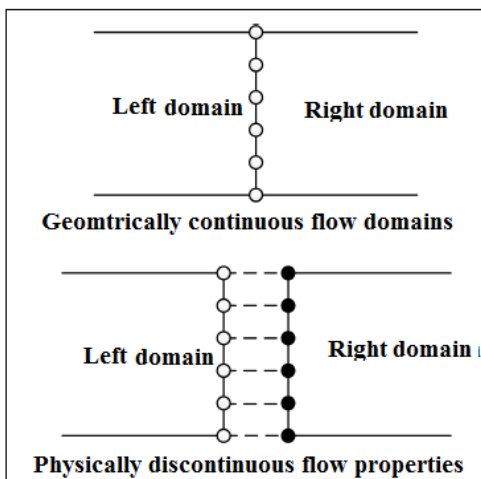 Left domain
Right domain
Geomtrically continuous flow domains
Left domain
Right domain
Physically discontinuous flow properties